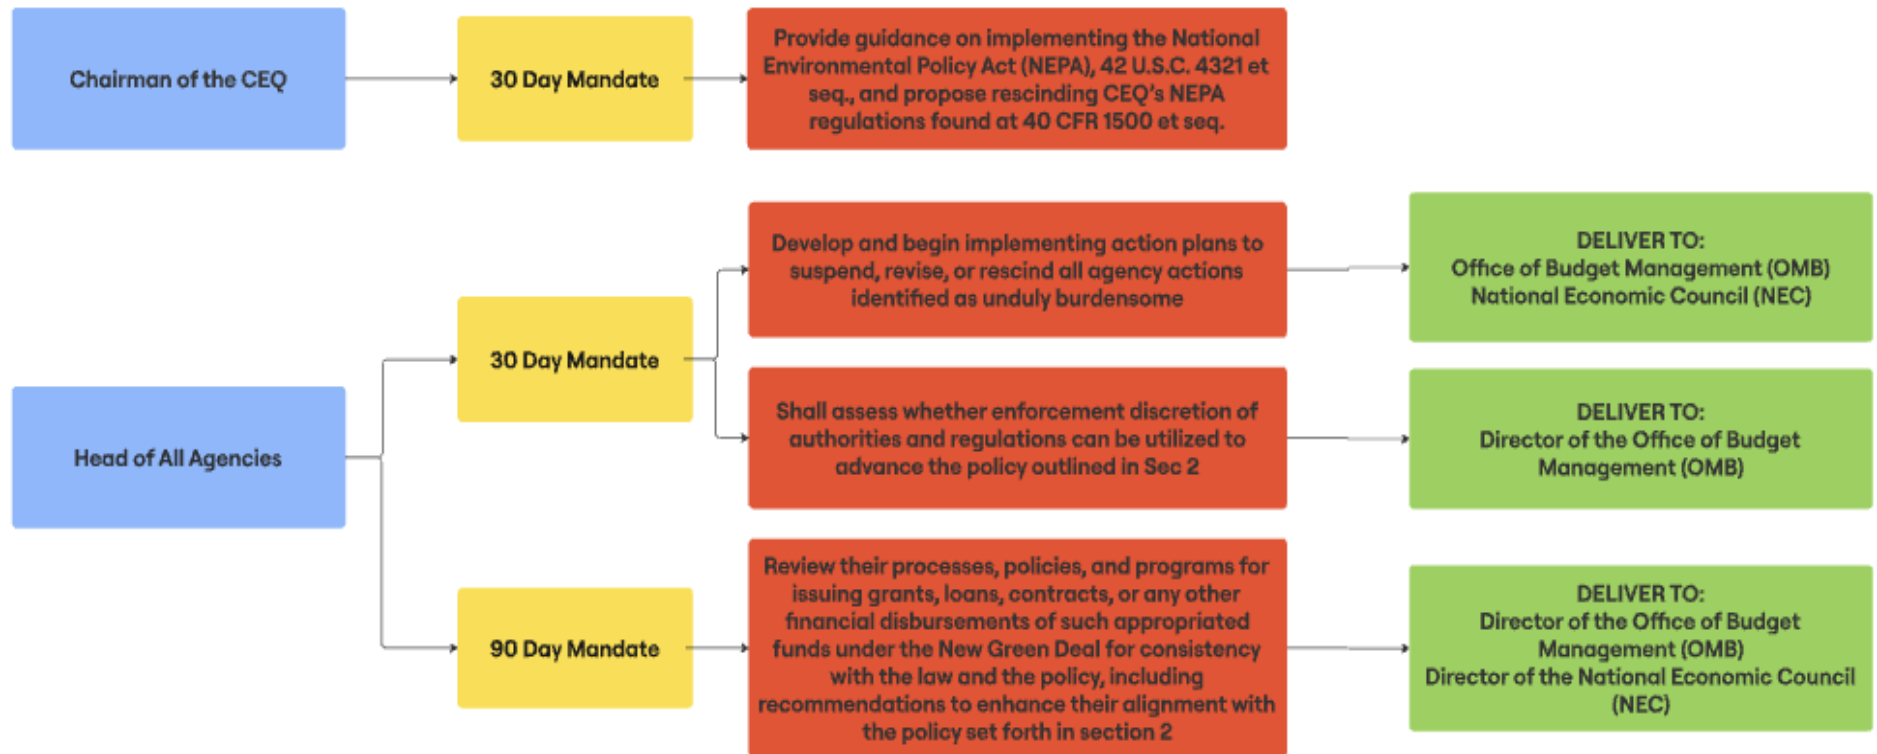 Chairman of the CEQ
30 Day Mandate
Provide guidance on implementing the National
Environmental Policy Act (NEPA), 42 U.S.C. 4321 et
seq., and propose rescinding CEQ's NEPA
regulations found at 40 CFR 1500 et seq.
Head of All Agencies
30 Day Mandate
Develop and begin implementing action plans to
suspend, revise, or rescind all agency actions
identified as unduly burdensome
DELIVER TO:
Office of Budget Management (OMB)
National Economic Council (NEC)
Shall assess whether enforcement discretion of
authorities and regulations can be utilized to
advance the policy outlined in Sec 2
DELIVER TO:
Director of the Office of Budget
Management (OMB)
90 Day Mandate
Review their processes, policies, and programs for
issuing grants, loans, contracts, or any other
financial disbursements of such appropriated
funds under the New Green Deal for consistency
with the law and the policy, including
recommendations to enhance their alignment with
the policy set forth in section 2
DELIVER TO:
Director of the Office of Budget
Management (OMB)
Director of the National Economic Council
(NEC)